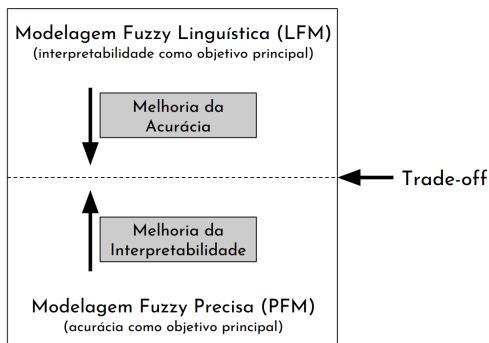 Modelagem Fuzzy Linguística (LFM)
(interpretabilidade como objetivo principal)
Melhoria da
Acurácia
Trade-off
Melhoria da
Interpretabilidade
Modelagem Fuzzy Precisa (PFM)
(acurácia como objetivo principal)